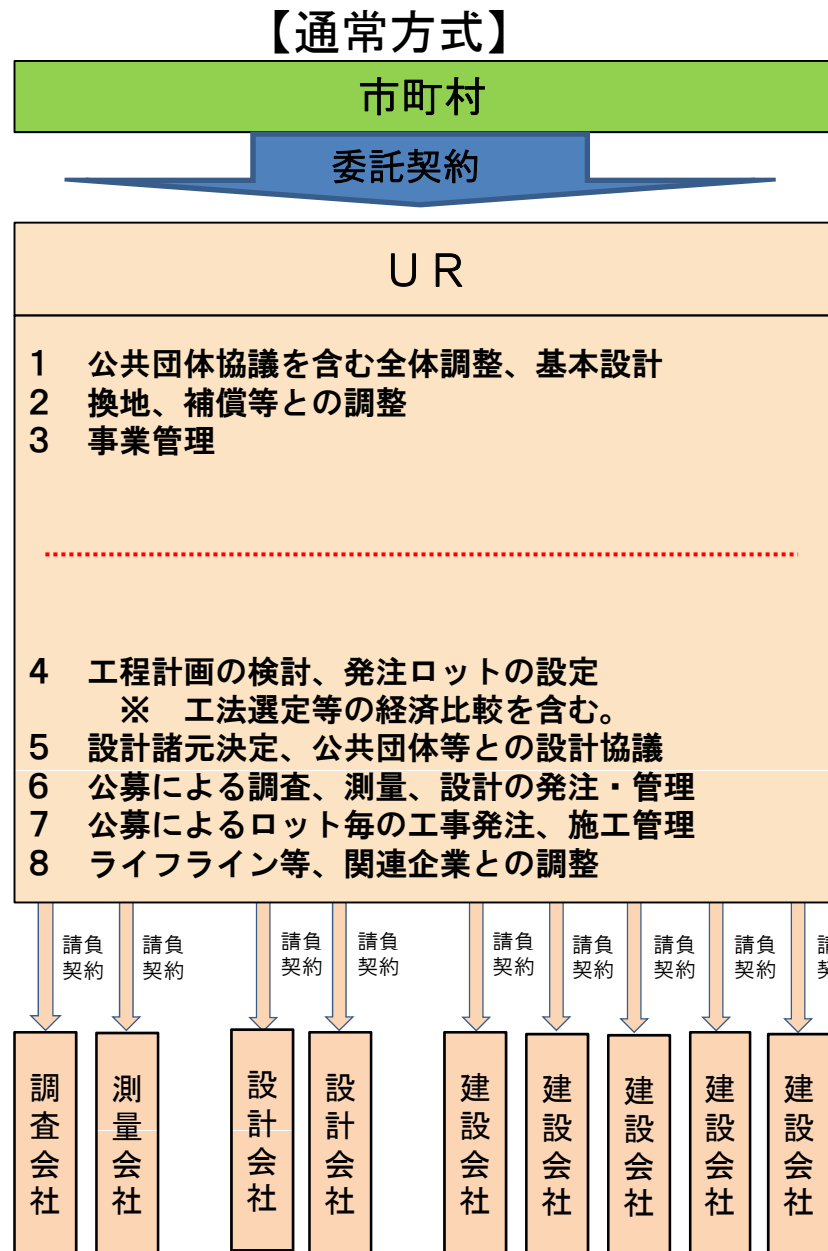 【通常方式】
市町村
委託契約
ＵＲ
１　公共団体協議を含む全体調整、基本設計
２　換地、補償等との調整
３　事業管理
４　工程計画の検討、発注ロットの設定
※　工法選定等の経済比較を含む。
５　設計諸元決定、公共団体等との設計協議
６　公募による調査、測量、設計の発注・管理
７　公募によるロット毎の工事発注、施工管理
８　ライフライン等、関連企業との調整
請負
契約
請負
契約
請負
契約
請負
契約
請負
契約
請負
契約
請負
契約
請負
契約
調査会社
測量会社
設計会社
設計会社
建設会社
建設会社
建設会社
建設会社
建設会社